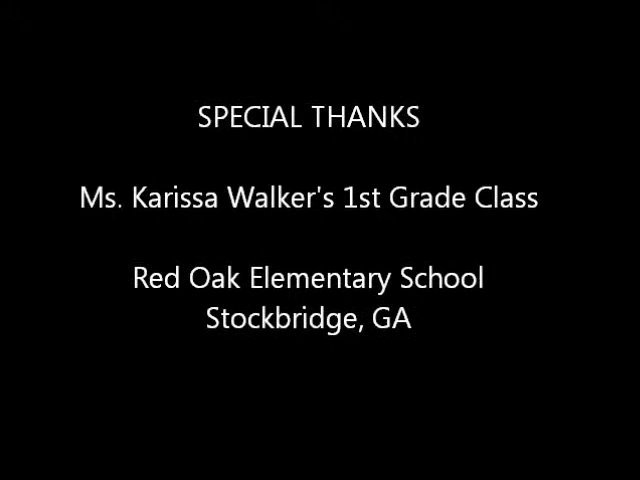 SPECIAL THANKS
Ms. Karissa Walker's 1st Grade Class
Red Oak Elementary School
Stockbridge, GA